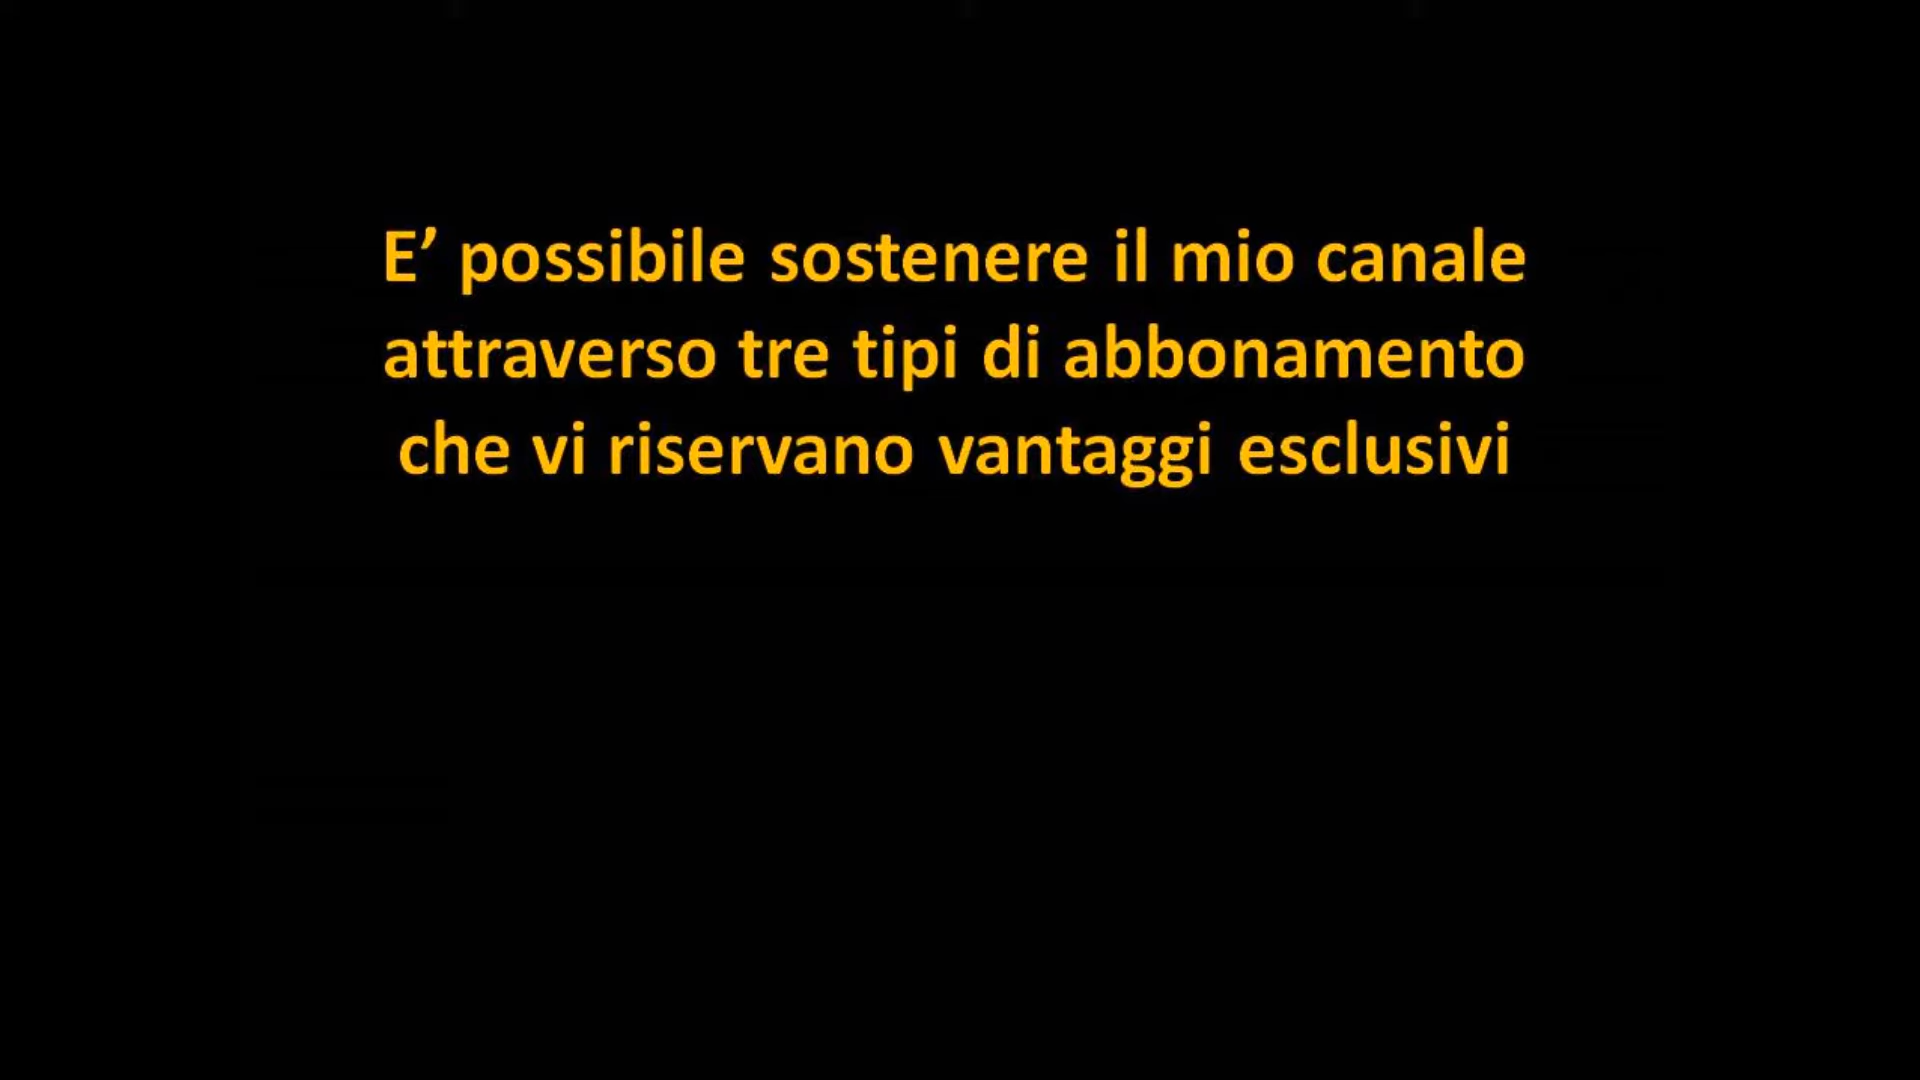 E’ possibile sostenere il mio canale
attraverso tre tipi di abbonamento
che vi riservano vantaggi esclusivi